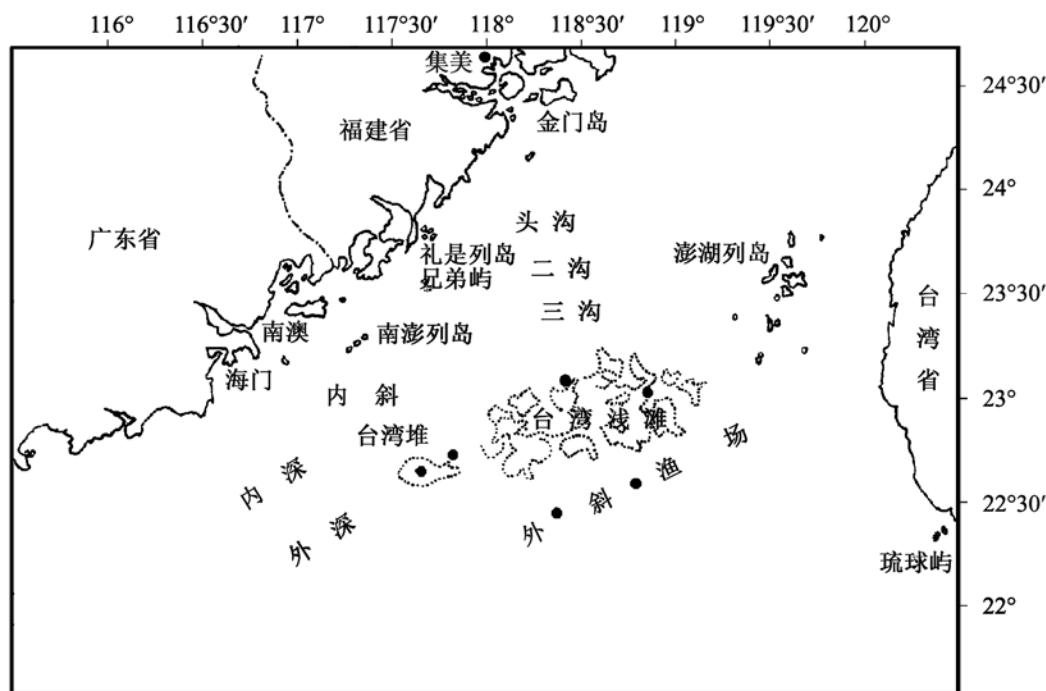 116° 116°30′ 117° 117°30′ 118° 118°30′ 119° 119°30′ 120°
集美
24°30′
金门岛
福建省
24°
头沟
广东省
礼是列岛
澎湖列岛
二沟
兄弟屿
23°30′
台湾省
三沟
南澳
南澎列岛
海门
内斜
23°
台湾浅滩
台湾堆
外斜渔场
内深
22°30′
外深
琉球屿
22°